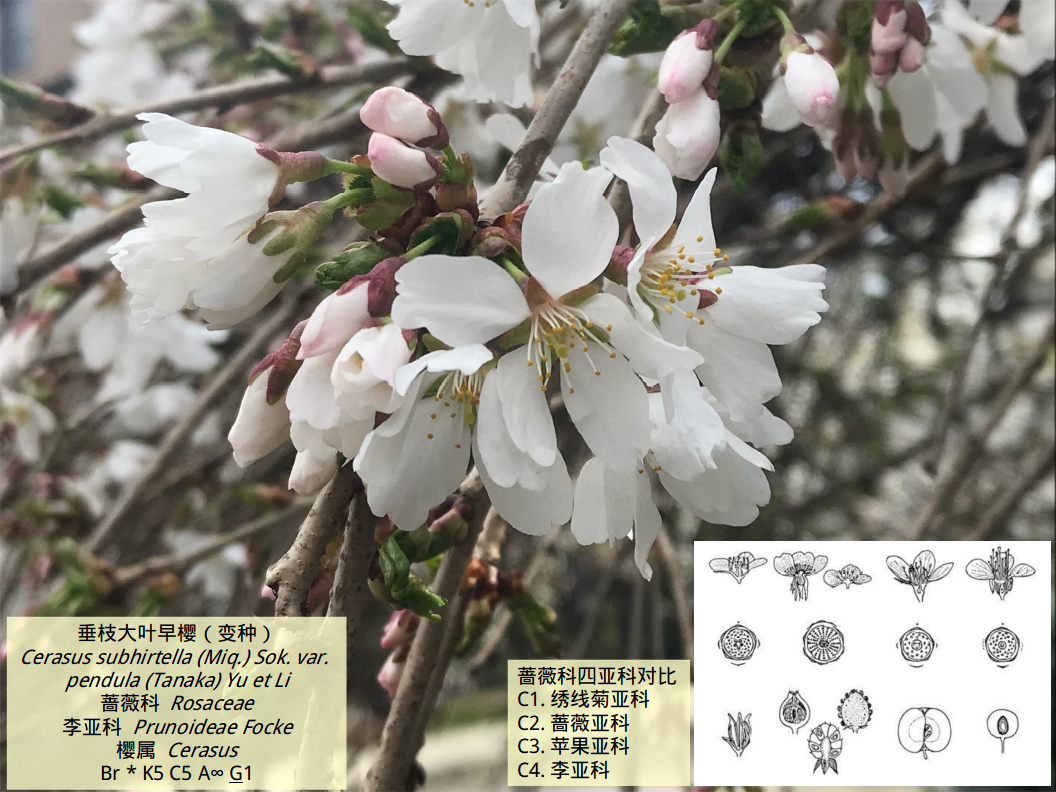 垂枝大叶早樱（变种）
Cerasus subhirtella (Miq.) Sok. var.
pendula (Tanaka) Yu et Li
蔷薇科 Rosaceae
李亚科 Prunoideae Focke
樱属 Cerasus
Br * K5 C5 A∞ G1
蔷薇科四亚科对比
C1. 绣线菊亚科
C2. 蔷薇亚科
C3. 苹果亚科
C4. 李亚科